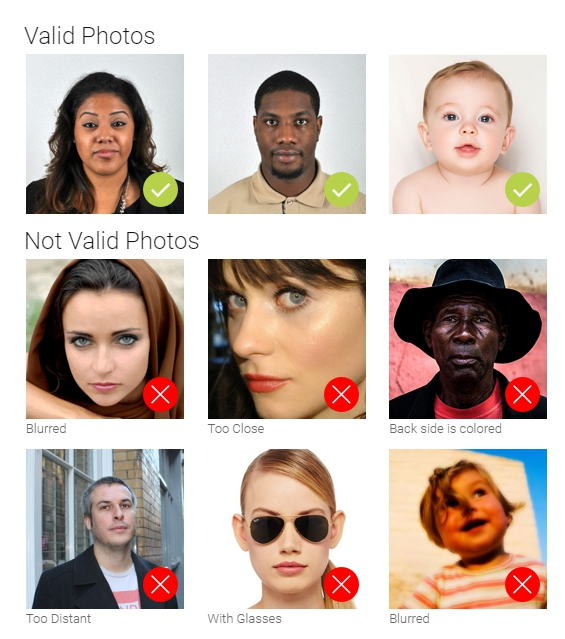 Valid Photos
Not Valid Photos
Blurred
Too Close
Back side is colored
Too Distant
With Glasses
Blurred